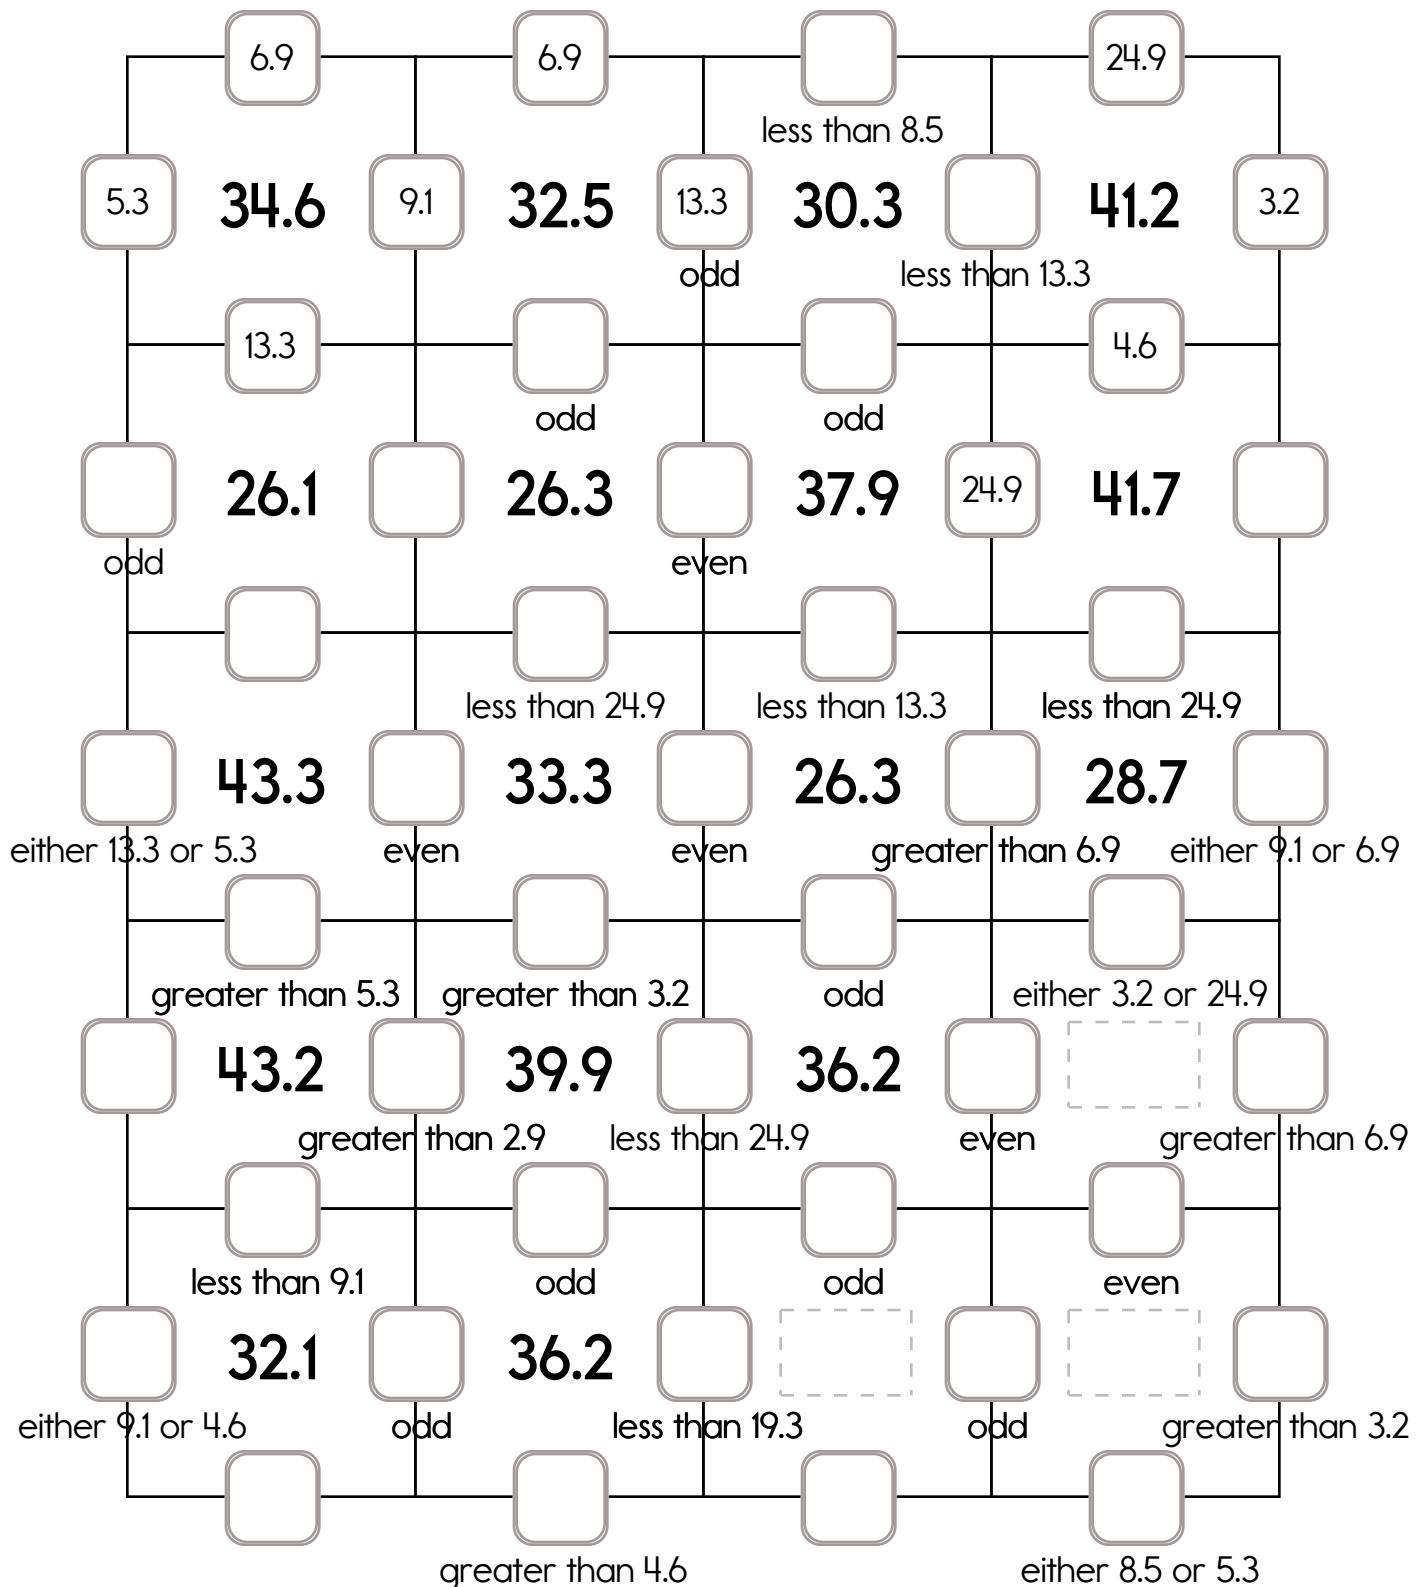 6.9 6.9 24.9
less than 8.5
5.3 34.6 9.1 32.5 13.3 30.3 41.2 3.2
odd less than 13.3
13.3 4.6
odd odd
26.1 26.3 37.9 24.9 41.7
odd even
less than 24.9 less than 13.3 less than 24.9
43.3 33.3 26.3 28.7
either 13.3 or 5.3 even even greater than 6.9 either 9.1 or 6.9
greater than 5.3 greater than 3.2 odd either 3.2 or 24.9
43.2 39.9 36.2
greater than 2.9 less than 24.9 even greater than 6.9
less than 9.1 odd odd even
32.1 36.2
either 9.1 or 4.6 odd less than 19.3 odd greater than 3.2
greater than 4.6 either 8.5 or 5.3